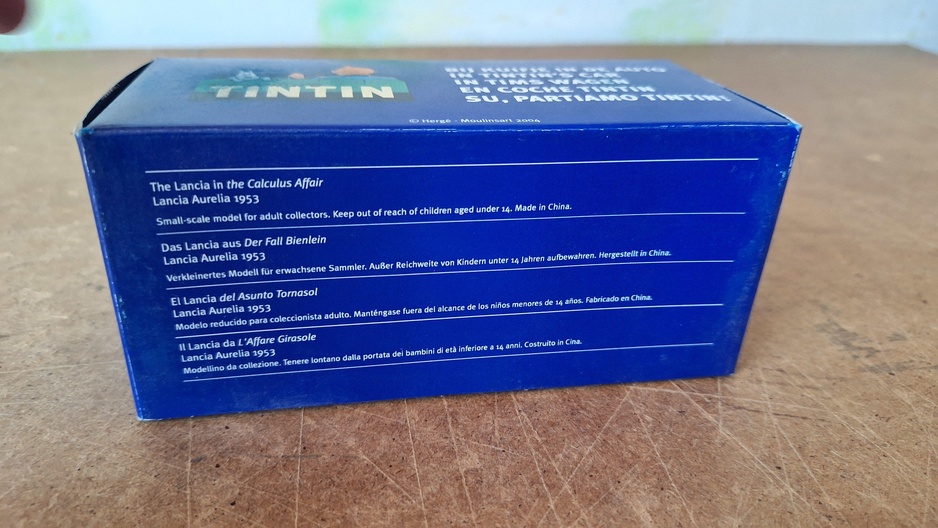 TINTIN
BIJ KUIFJE IN DE AUTO
IN TINTIN'S CAR
IN TIMS WAGEN
EN COCHE TINTIN
SU, PARTIAMO TINTIN!
© Hergé - Moulinsart 2004
The Lancia in the Calculus Affair
Lancia Aurelia 1953
Small-scale model for adult collectors. Keep out of reach of children aged under 14. Made in China.
Das Lancia aus Der Fall Bienlein
Lancia Aurelia 1953
Verkleinertes Modell für erwachsene Sammler. Außer Reichweite von Kindern unter 14 Jahren aufbewahren. Hergestellt in China.
El Lancia del Asunto Tornasol
Lancia Aurelia 1953
Modelo reducido para coleccionista adulto. Manténgase fuera del alcance de los niños menores de 14 años. Fabricado en China.
Il Lancia da L'Affare Girasole
Lancia Aurelia 1953
Modellino da collezione. Tenere lontano dalla portata dei bambini di età inferiore a 14 anni. Costruito in Cina.